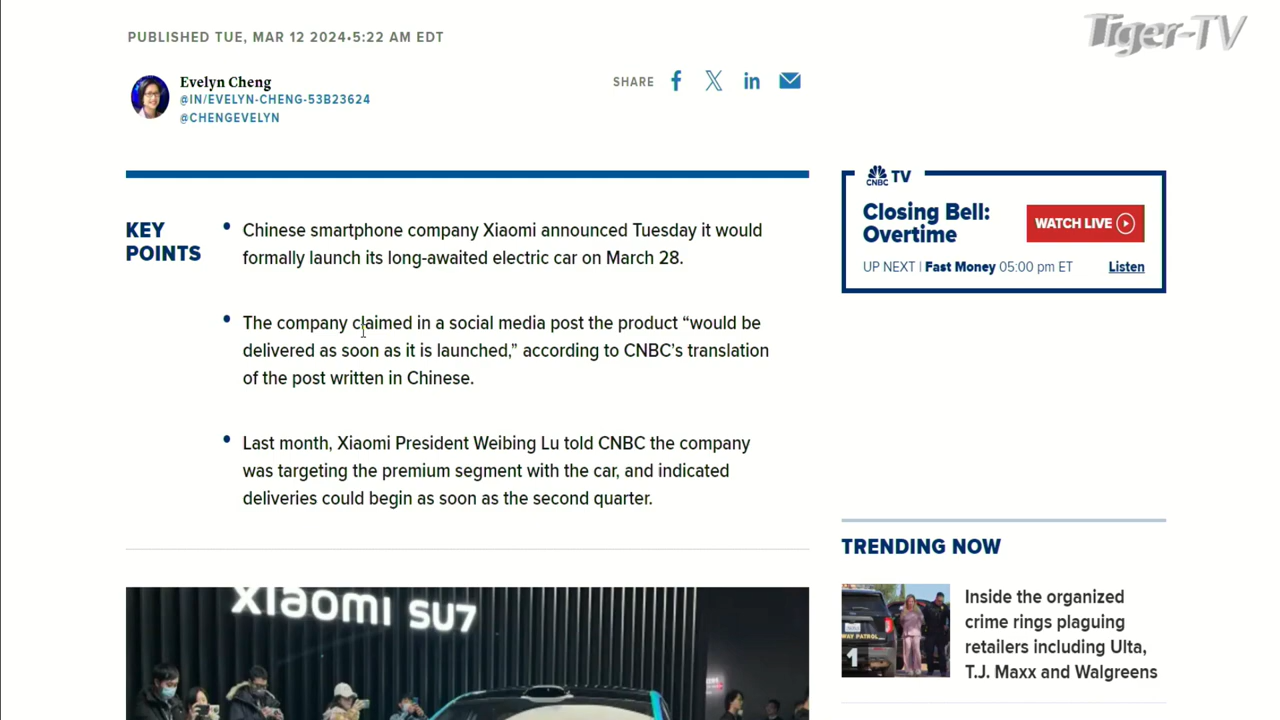 Tiger-TV
PUBLISHED TUE, MAR 12 2024•5:22 AM EDT
Evelyn Cheng
@IN/EVELYN-CHENG-53B23624
@CHENGEVELYN
SHARE
KEY
POINTS
• Chinese smartphone company Xiaomi announced Tuesday it would
formally launch its long-awaited electric car on March 28.
• The company claimed in a social media post the product “would be
delivered as soon as it is launched,” according to CNBC’s translation
of the post written in Chinese.
• Last month, Xiaomi President Weibing Lu told CNBC the company
was targeting the premium segment with the car, and indicated
deliveries could begin as soon as the second quarter.
xiaomi SU7
CNBC TV
Closing Bell:
Overtime
WATCH LIVE
UP NEXT | Fast Money 05:00 pm ET
Listen
TRENDING NOW
WAY PATROL
1
Inside the organized
crime rings plaguing
retailers including Ulta,
T.J. Maxx and Walgreens